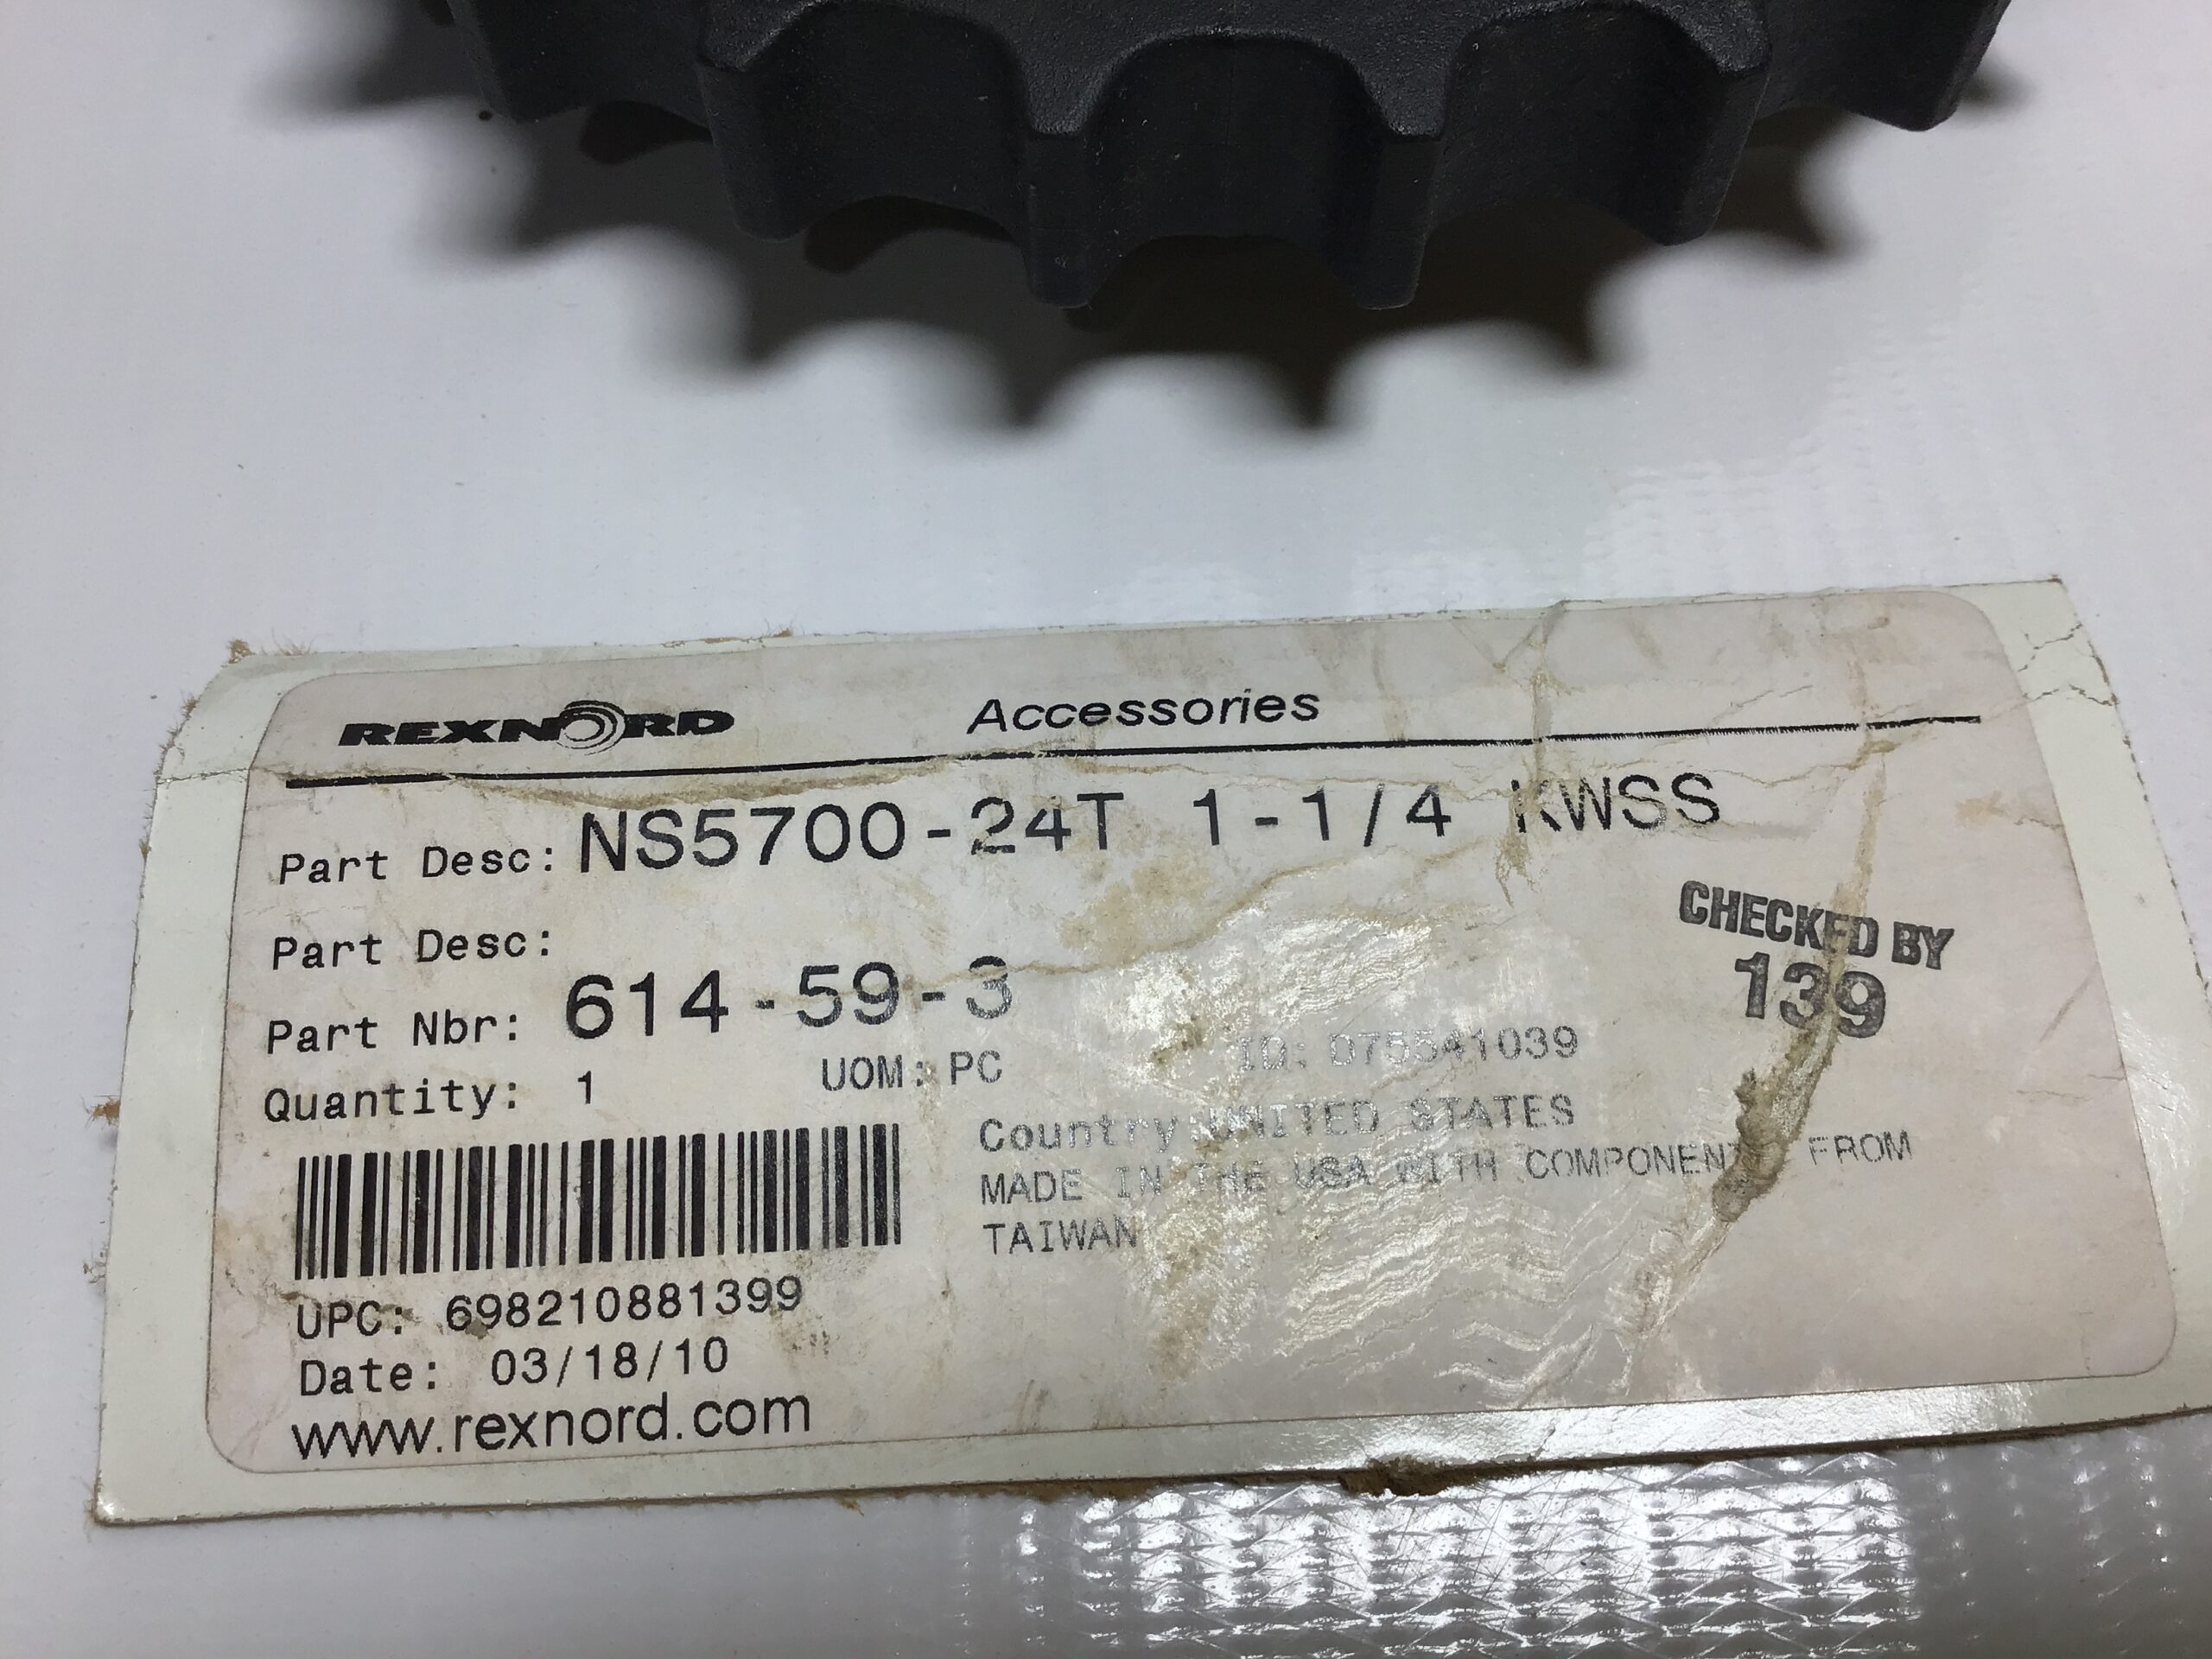 REXNORD Accessories
Part Desc: NS5700-24T 1-1/4 KWSS
CHECKED BY
139
Part Desc:
Part Nbr: 614-59-3
Quantity: 1 UOM: PC ID: D75541039
Country: UNITED STATES
MADE IN THE USA WITH COMPONENTS FROM
TAIWAN
UPC: 698210881399
Date: 03/18/10
www.rexnord.com